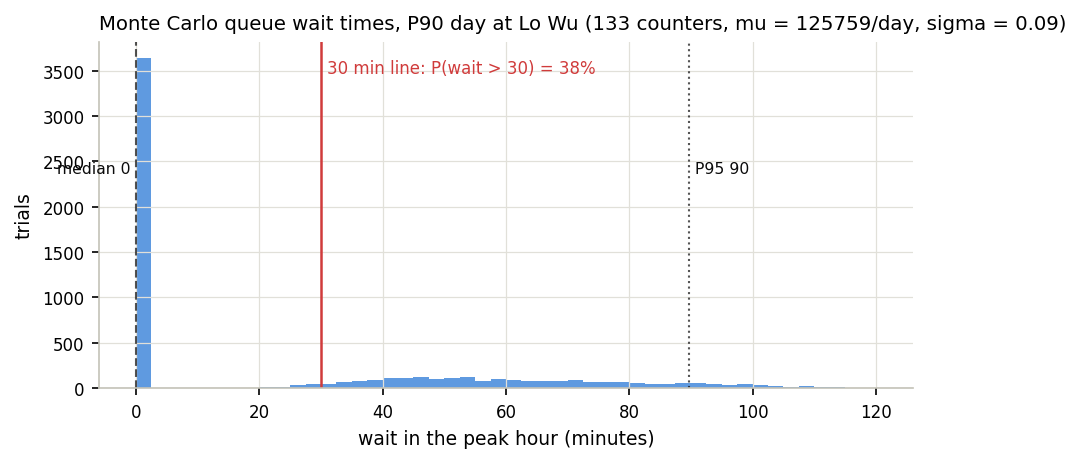 Monte Carlo queue wait times, P90 day at Lo Wu (133 counters, mu = 125759/day, sigma = 0.09)
30 min line: P(wait > 30) = 38%
median 0
P95 90
trials
3500
3000
2500
2000
1500
1000
500
0
0 20 40 60 80 100 120
wait in the peak hour (minutes)